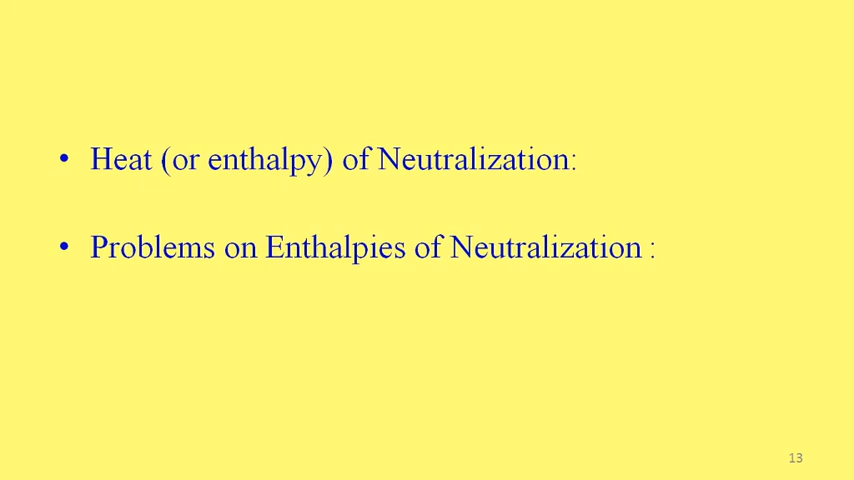 • Heat (or enthalpy) of Neutralization:
• Problems on Enthalpies of Neutralization :
13